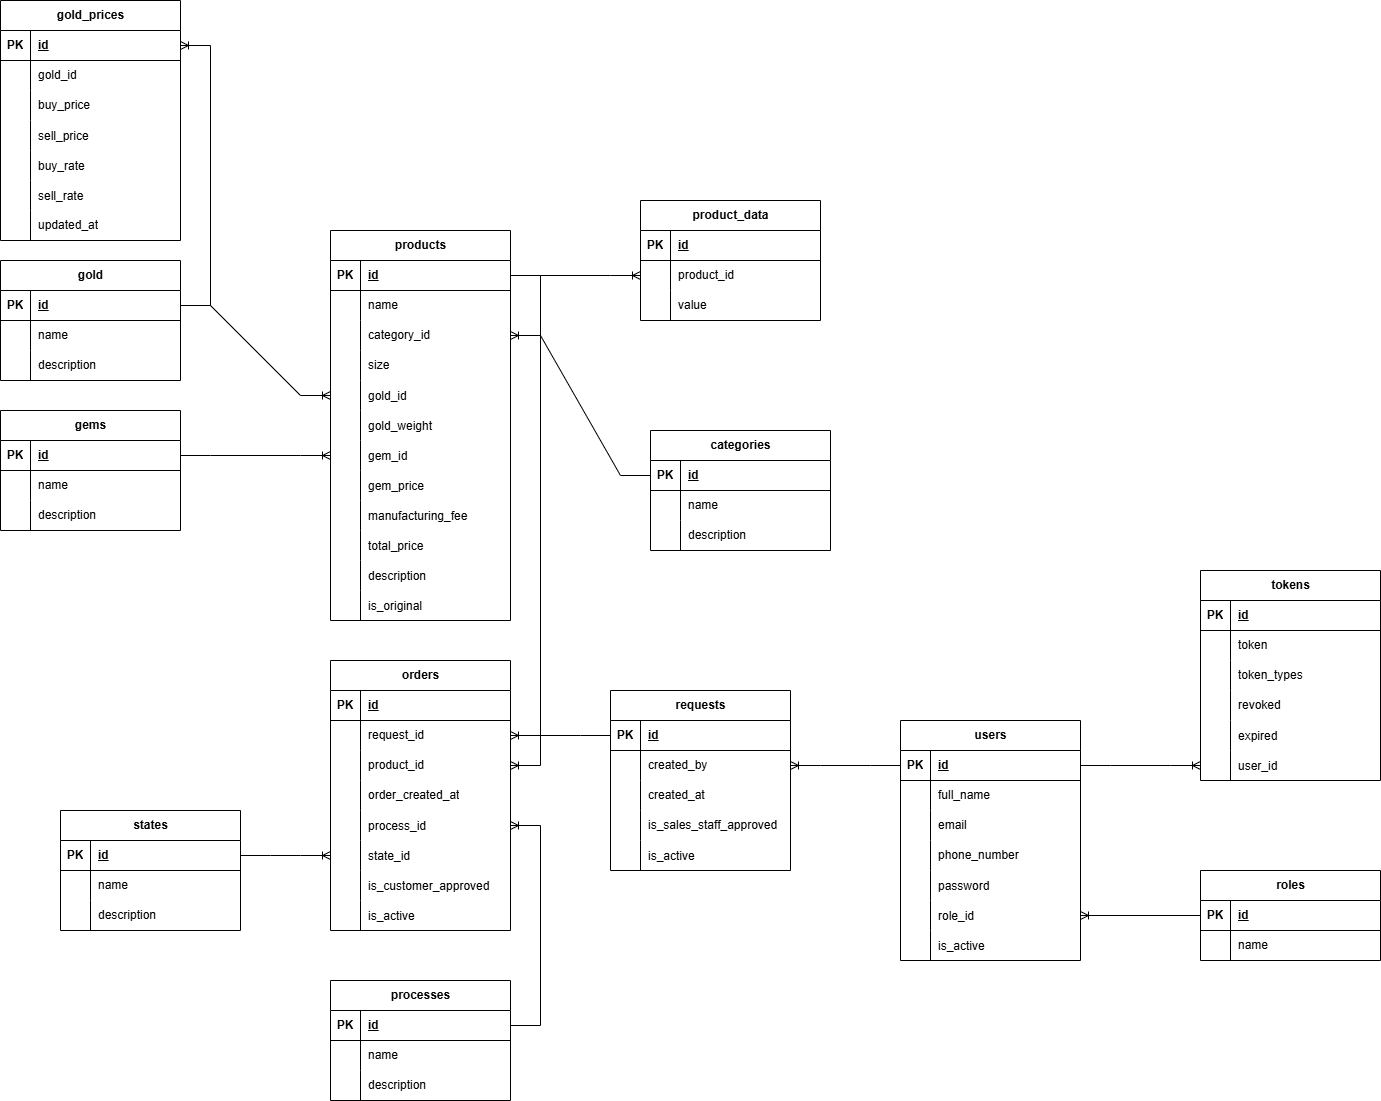 gold_prices
PK id
gold_id
buy_price
sell_price
buy_rate
sell_rate
updated_at
gold
PK id
name
description
gems
PK id
name
description
products
PK id
name
category_id
size
gold_id
gold_weight
gem_id
gem_price
manufacturing_fee
total_price
description
is_original
product_data
PK id
product_id
value
categories
PK id
name
description
orders
PK id
request_id
product_id
order_created_at
process_id
state_id
is_customer_approved
is_active
states
PK id
name
description
processes
PK id
name
description
requests
PK id
created_by
created_at
is_sales_staff_approved
is_active
users
PK id
full_name
email
phone_number
password
role_id
is_active
tokens
PK id
token
token_types
revoked
expired
user_id
roles
PK id
name